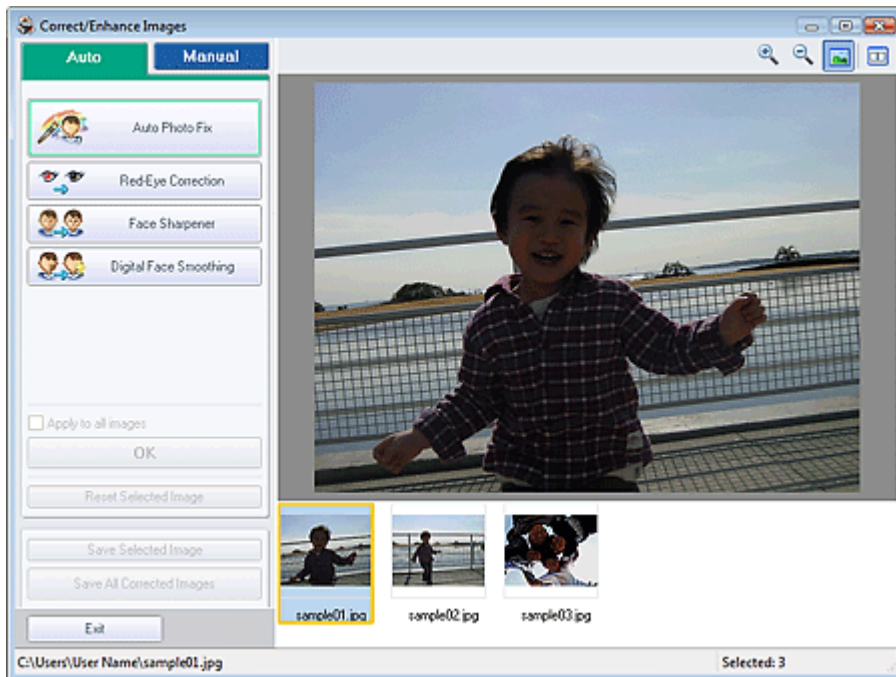 Correct/Enhance Images
Auto
Manual
Auto Photo Fix
Red-Eye Correction
Face Sharpener
Digital Face Smoothing
Apply to all images
OK
Reset Selected Image
Save Selected Image
Save All Corrected Images
Exit
sample01.jpg
sample02.jpg
sample03.jpg
C:\Users\User Name\sample01.jpg
Selected: 3